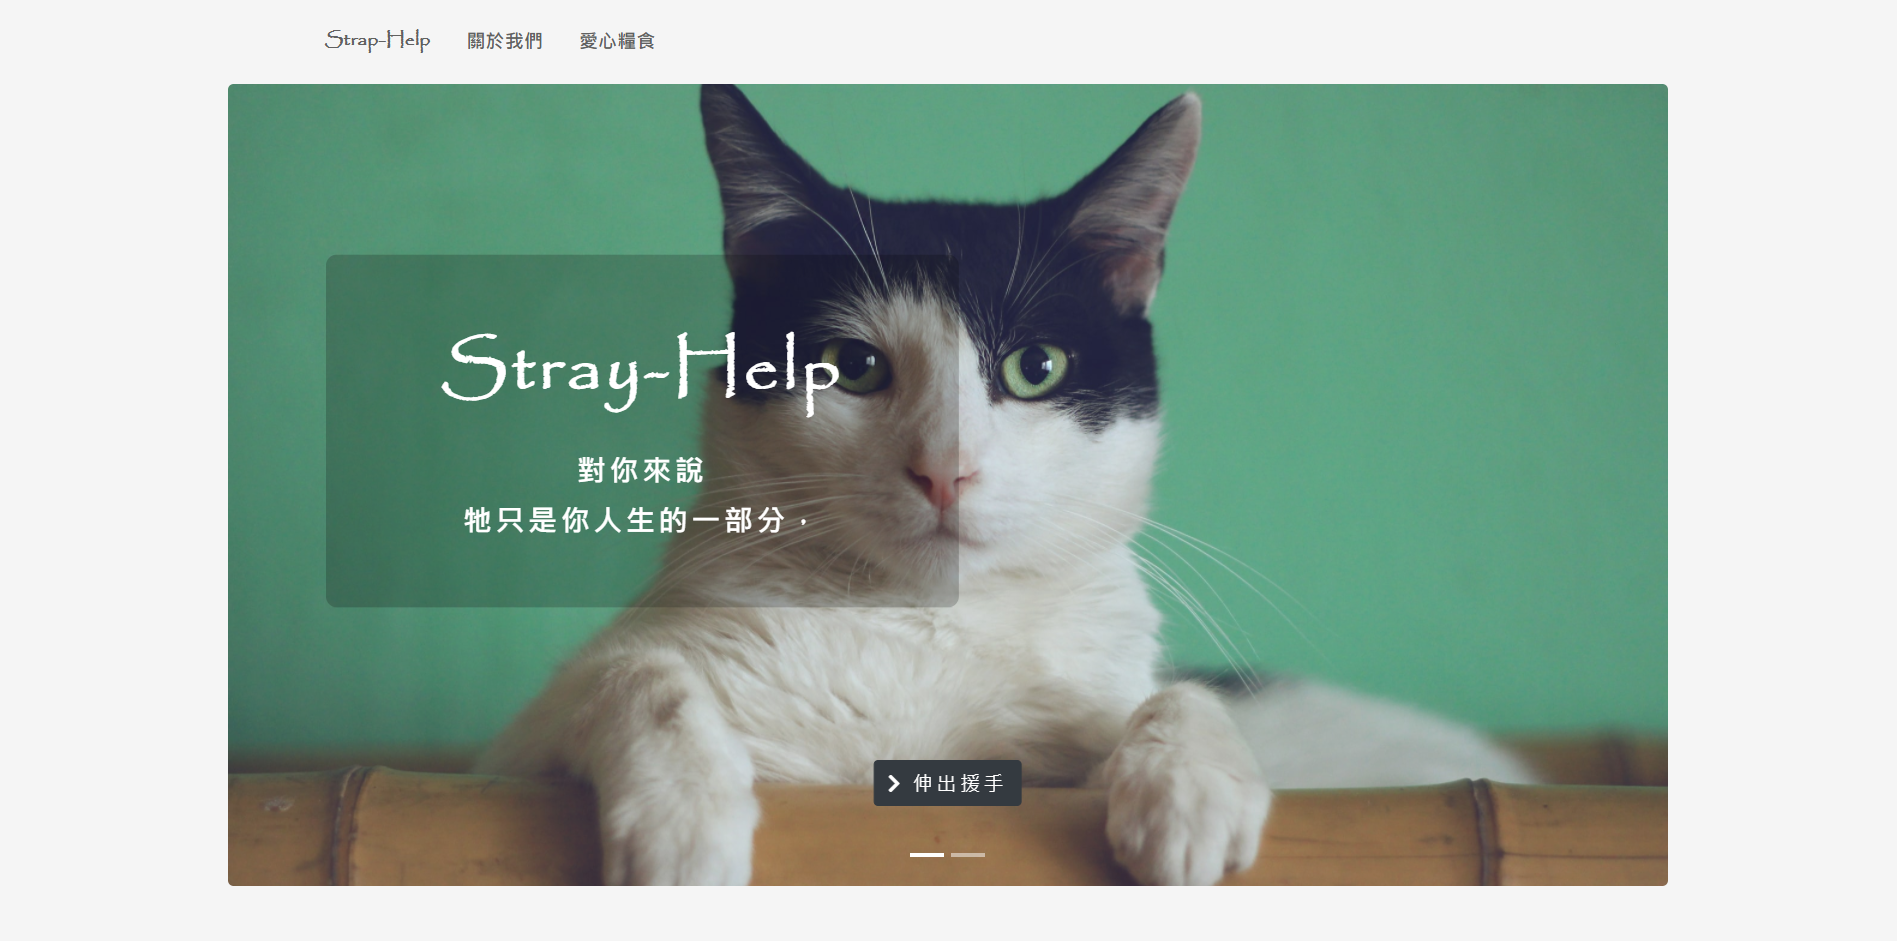 Strap-Help 關於我們 愛心糧食
Stray-Help
對你來說
牠只是你人生的一部分，
伸出援手